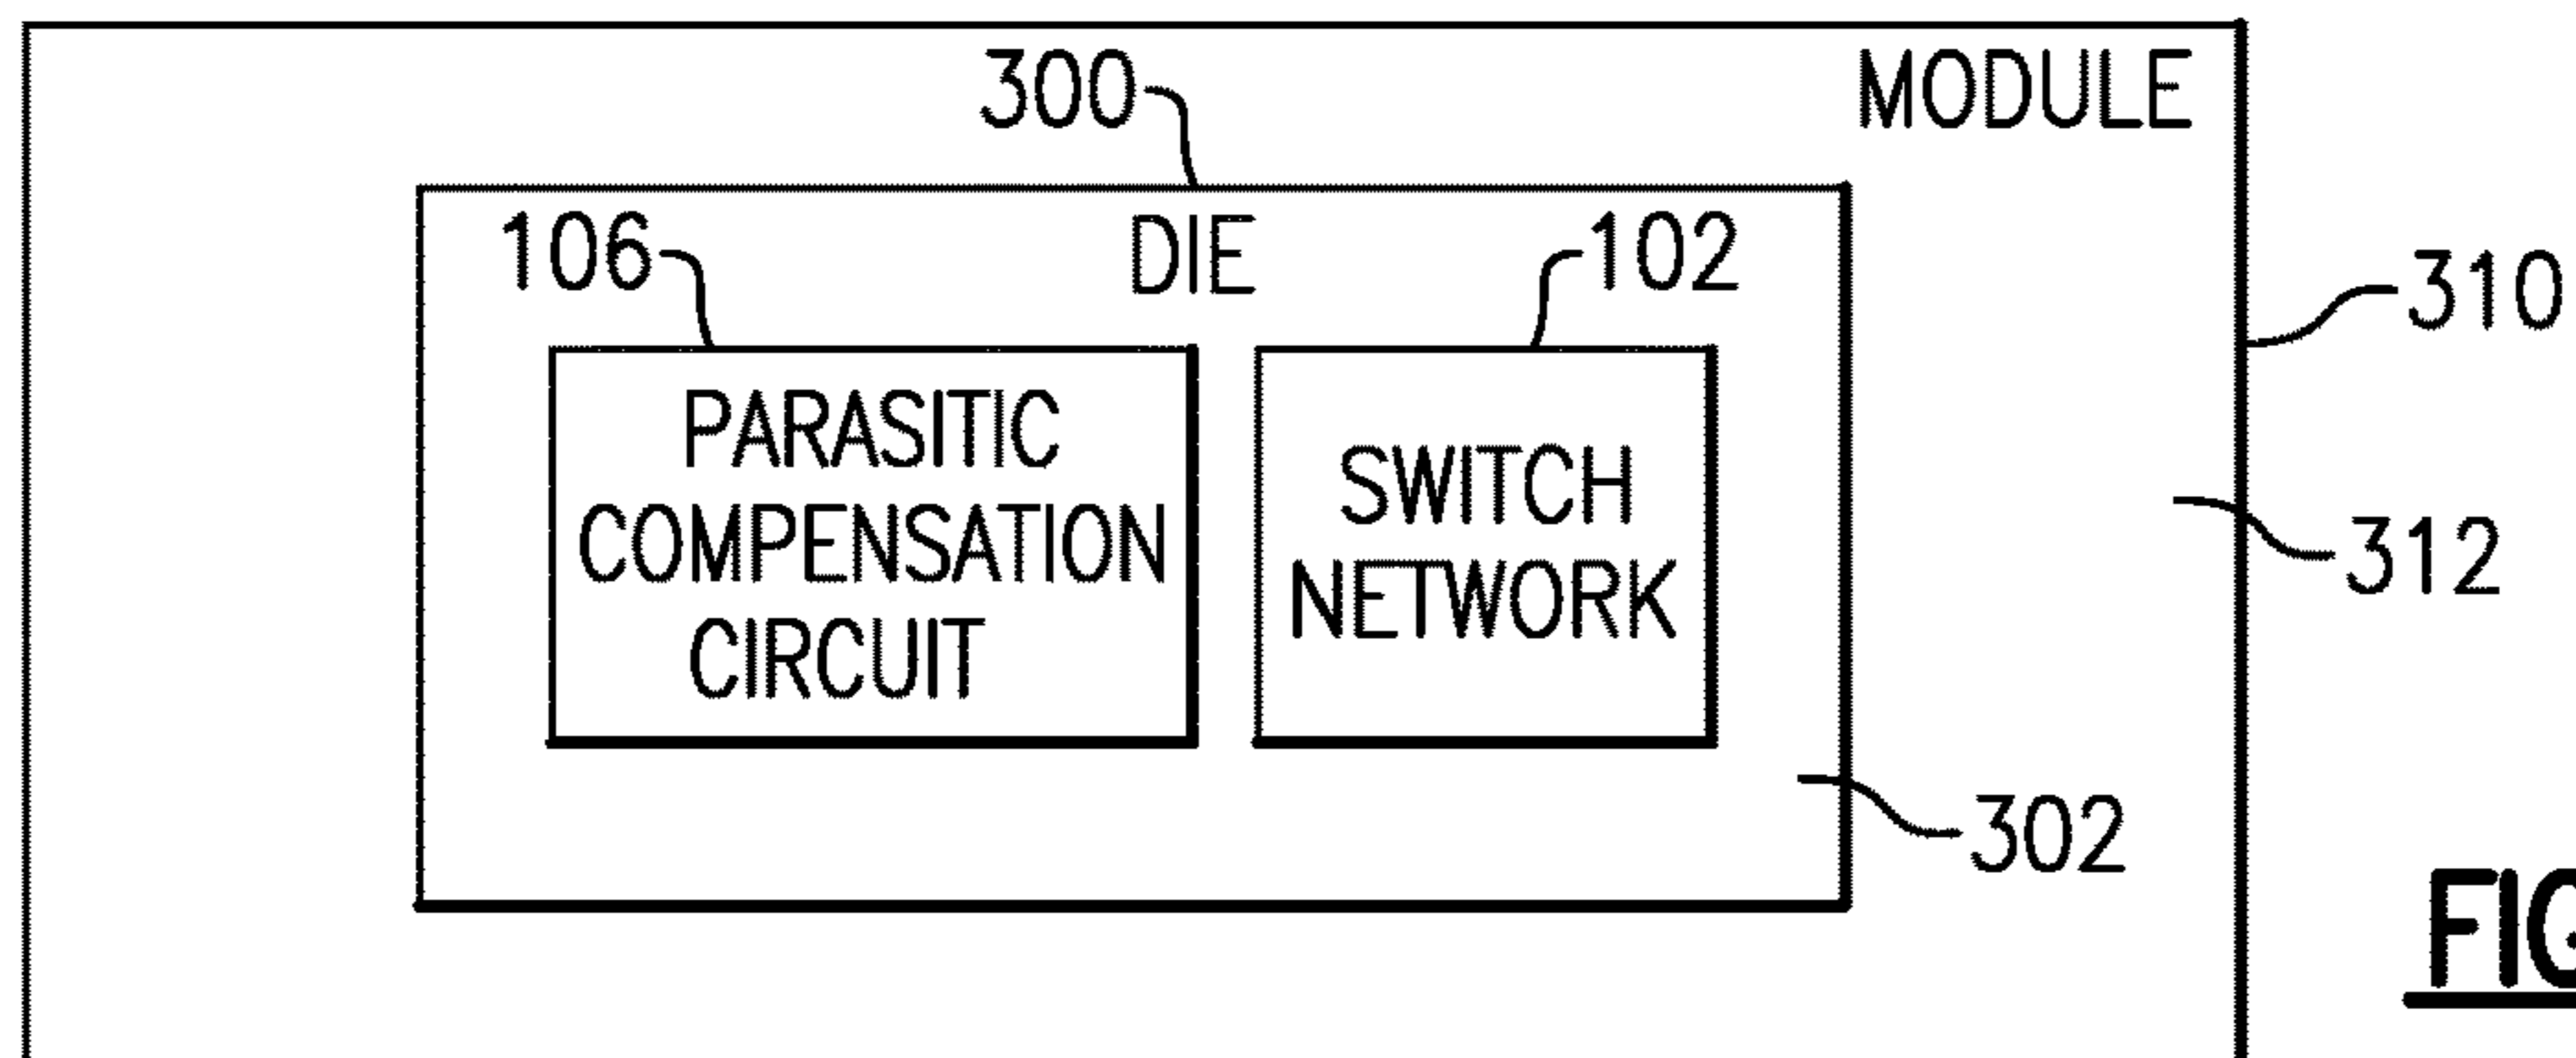 MODULE
300
DIE
106
102
310
PARASITIC
COMPENSATION
CIRCUIT
SWITCH
NETWORK
312
302